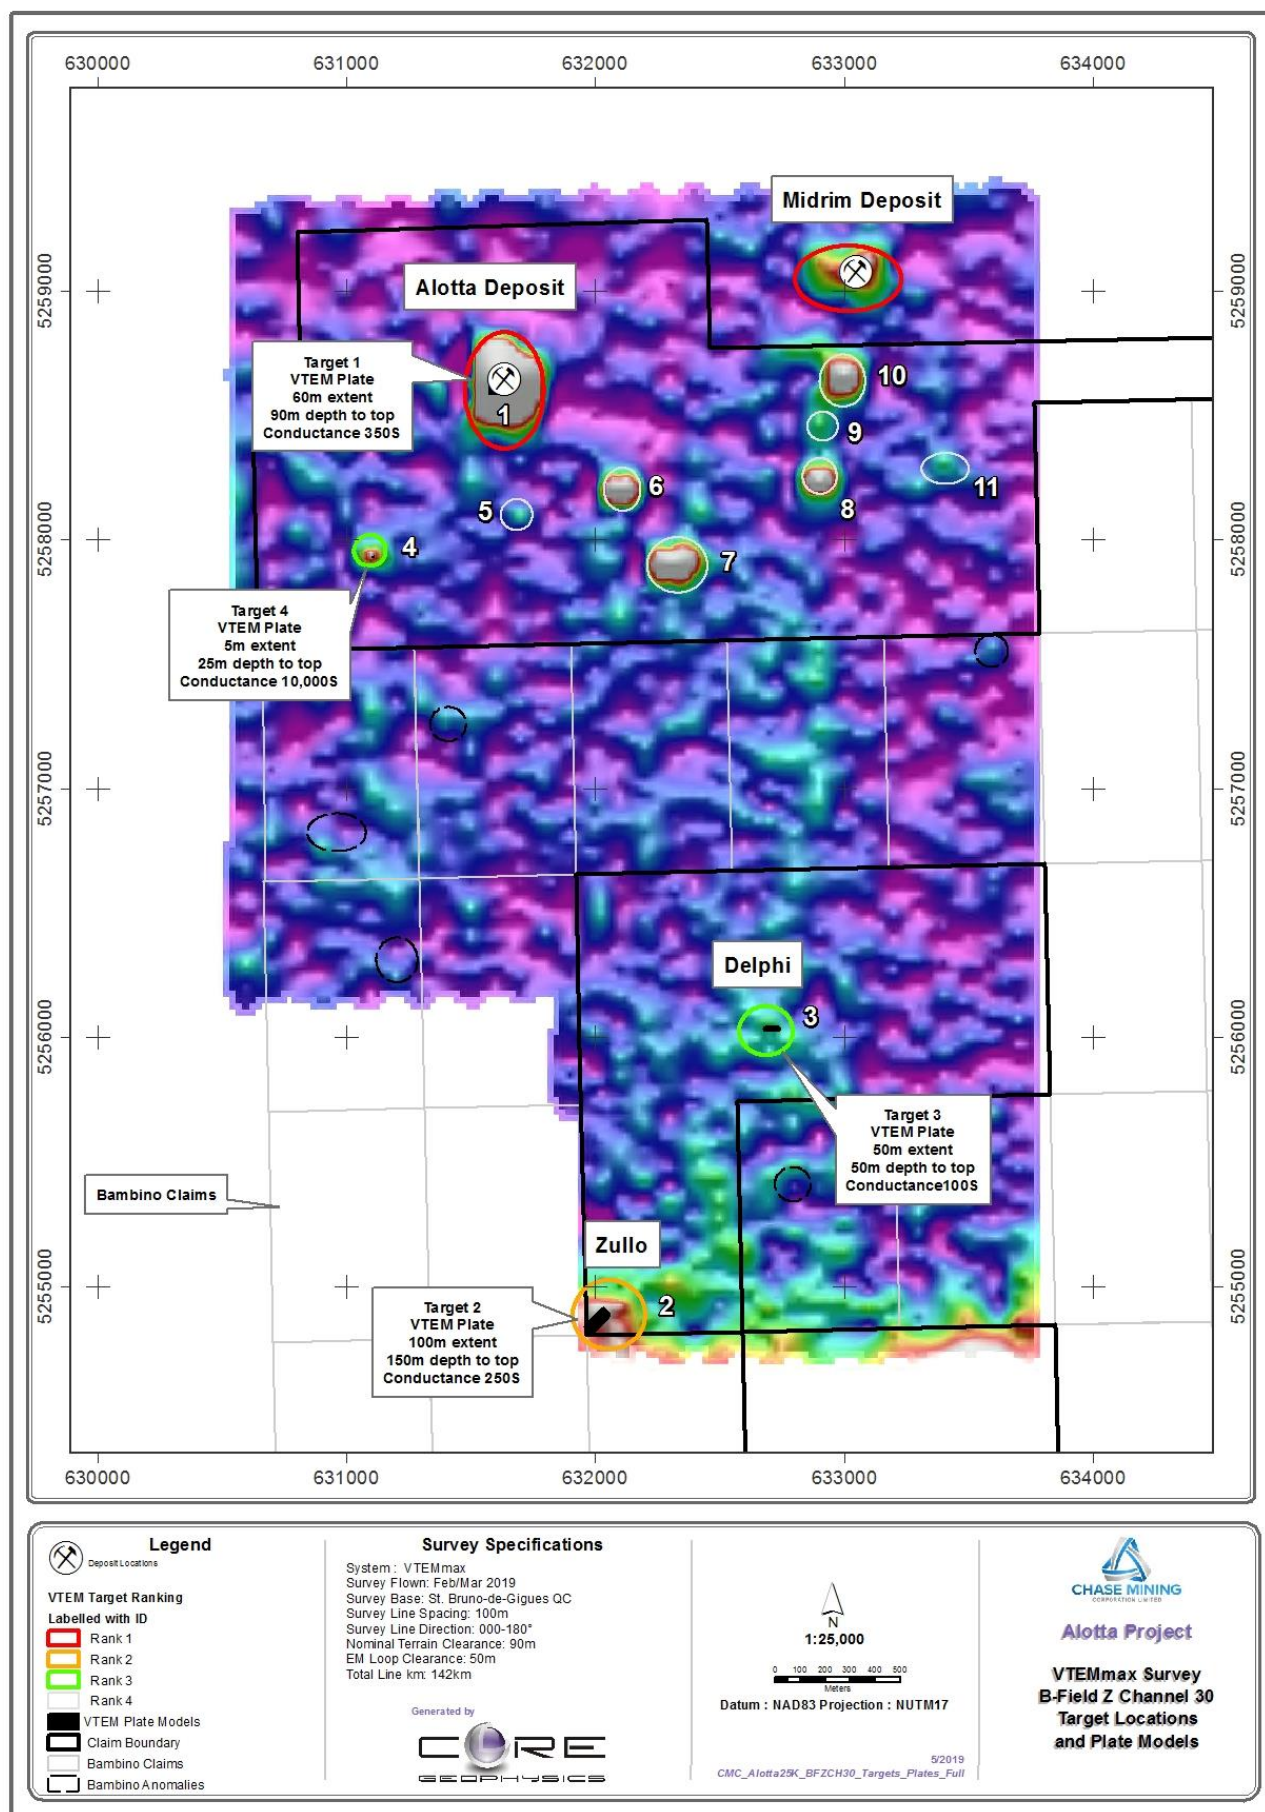 630000 631000 632000 633000 634000
Midrim Deposit
5259000
5259000
Alotta Deposit
Target 1
VTEM Plate
60m extent
90m depth to top
Conductance 350S
1
10
9
6
11
8
5
5258000
5258000
4
7
Target 4
VTEM Plate
5m extent
25m depth to top
Conductance 10,000S
5257000
5257000
Delphi
3
5256000
5256000
Target 3
VTEM Plate
50m extent
50m depth to top
Conductance100S
Bambino Claims
Zullo
5255000
5255000
2
Target 2
VTEM Plate
100m extent
150m depth to top
Conductance 250S
630000 631000 632000 633000 634000
Legend
Deposit Locations
VTEM Target Ranking
Labelled with ID
Rank 1
Rank 2
Rank 3
Rank 4
VTEM Plate Models
Claim Boundary
Bambino Claims
Bambino Anomalies
Survey Specifications
System : VTEMmax
Survey Flown: Feb/Mar 2019
Survey Base: St. Bruno-de-Gigues QC
Survey Line Spacing: 100m
Survey Line Direction: 000-180°
Nominal Terrain Clearance: 90m
EM Loop Clearance: 50m
Total Line km: 142km
Generated by
CORE
GEOPHYSICS
N
1:25,000
0 100 200 300 400 500
Meters
Datum : NAD83 Projection : NUTM17
5/2019
CMC_Alotta25K_BFZCH30_Targets_Plates_Full
CHASE MINING
CORPORATION LIMITED
Alotta Project
VTEMmax Survey
B-Field Z Channel 30
Target Locations
and Plate Models